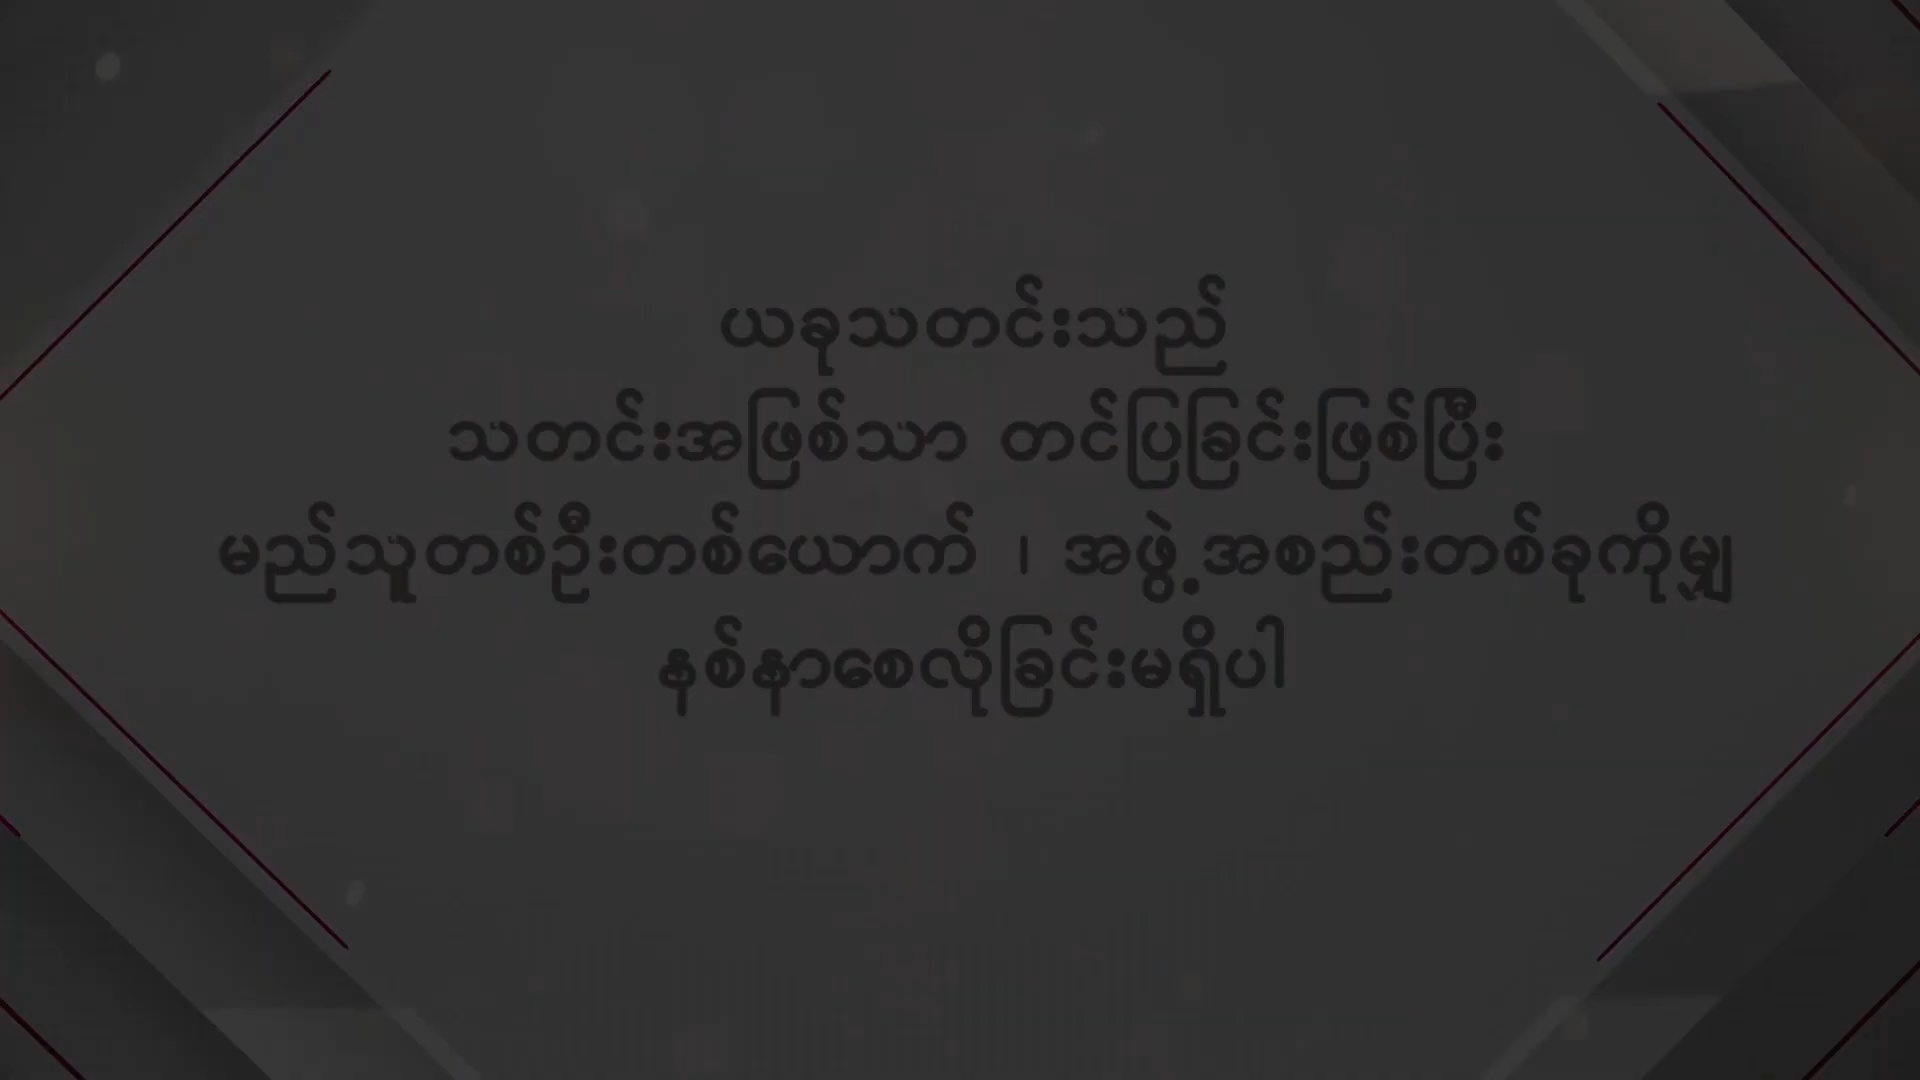 ယခုသတင်းသည်
သတင်းအဖြစ်သာ တင်ပြခြင်းဖြစ်ပြီး
မည်သူတစ်ဦးတစ်ယောက် ၊ အဖွဲ့အစည်းတစ်ခုကိုမျှ
နစ်နာစေလိုခြင်းမရှိပါ